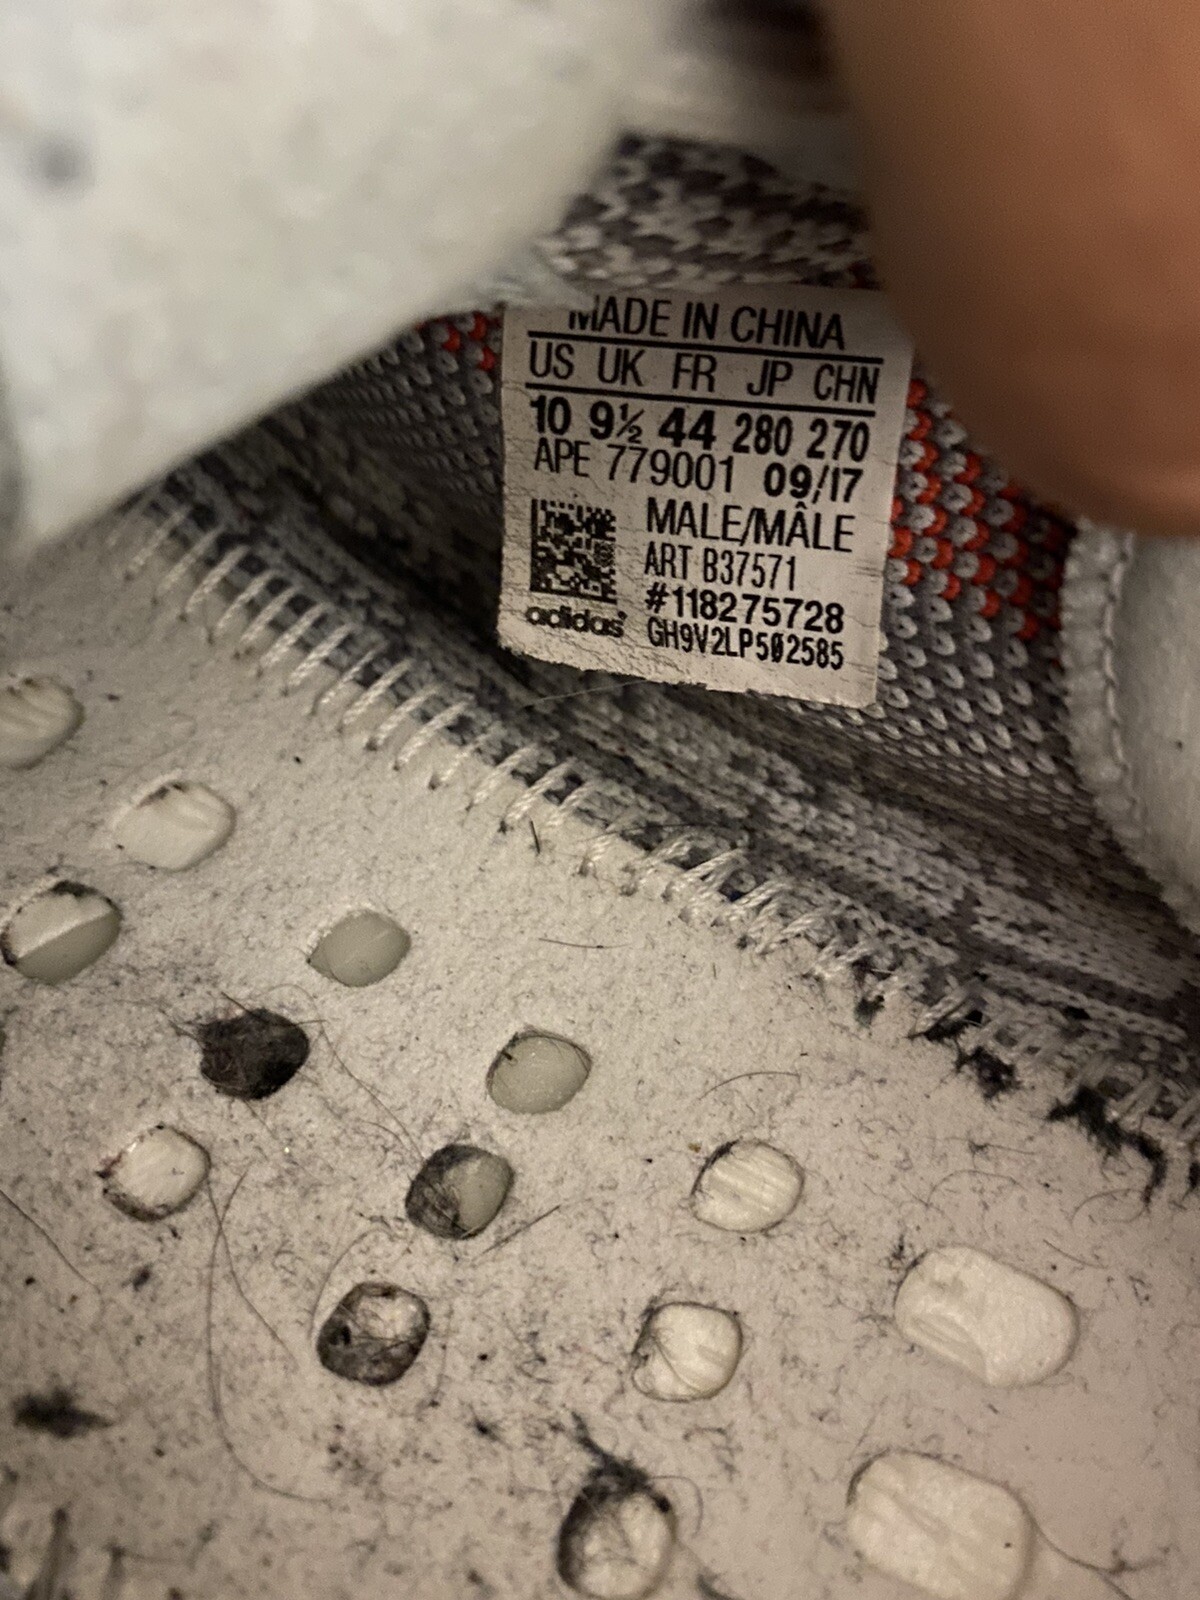 MADE IN CHINA
US UK FR JP CHN
10 9½ 44 280 270
APE 779001 09/17
MALE/MÂLE
ART B37571
#118275728
adidas GH9V2LP502585